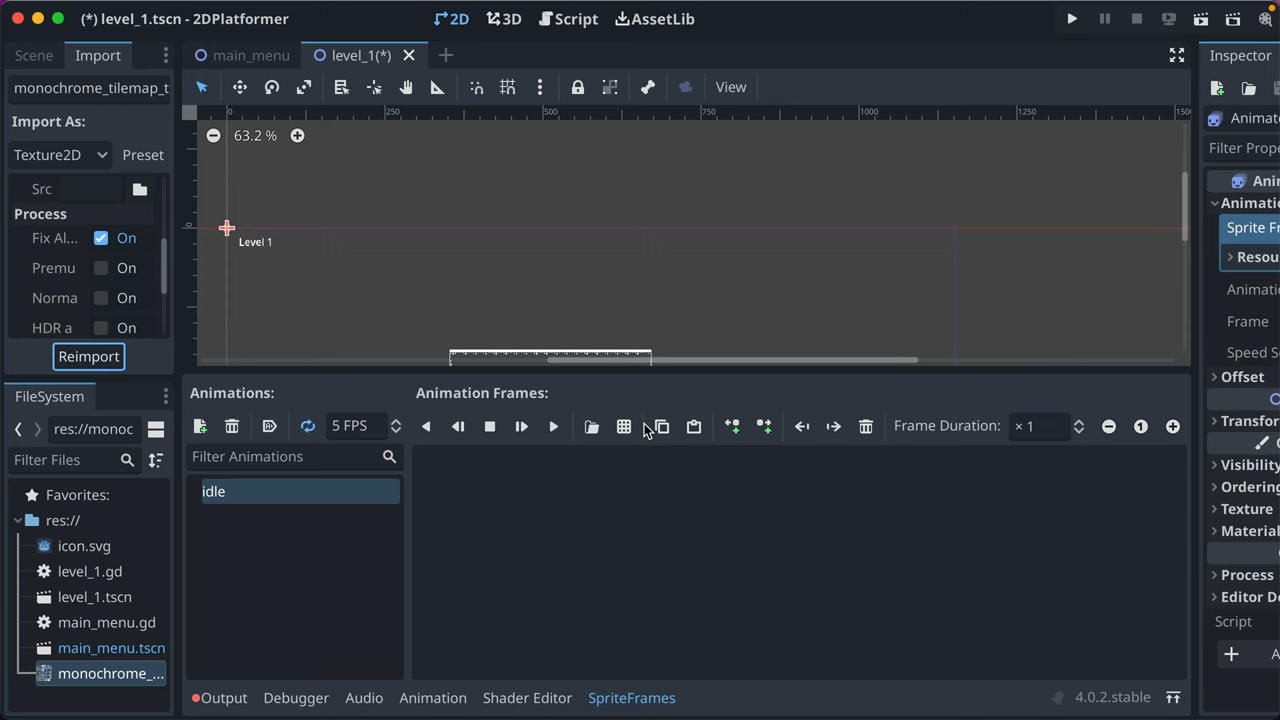 (*) level_1.tscn - 2DPlatformer
2D 3D Script AssetLib
Scene Import
main_menu level_1(*)
Inspector
monochrome_tilemap_t
View
Import As:
Animate
Texture2D Preset
63.2 %
0 250 500 750 1000 1250 1500
Filter Prope
Src
Process
Fix Al... On
Premu On
Norma On
HDR a On
Reimport
0
Level 1
Ani
Animatio
Sprite Fr
Resou
Animatio
Frame
Speed S
Offset
Transfor
Visibility
Ordering
Texture
Material
Process
Editor De
Script
A
FileSystem
res://monoc
Filter Files
Favorites:
res://
icon.svg
level_1.gd
level_1.tscn
main_menu.gd
main_menu.tscn
monochrome_...
Animations:
5 FPS
Filter Animations
idle
Animation Frames:
Frame Duration: × 1
Output Debugger Audio Animation Shader Editor SpriteFrames
4.0.2.stable